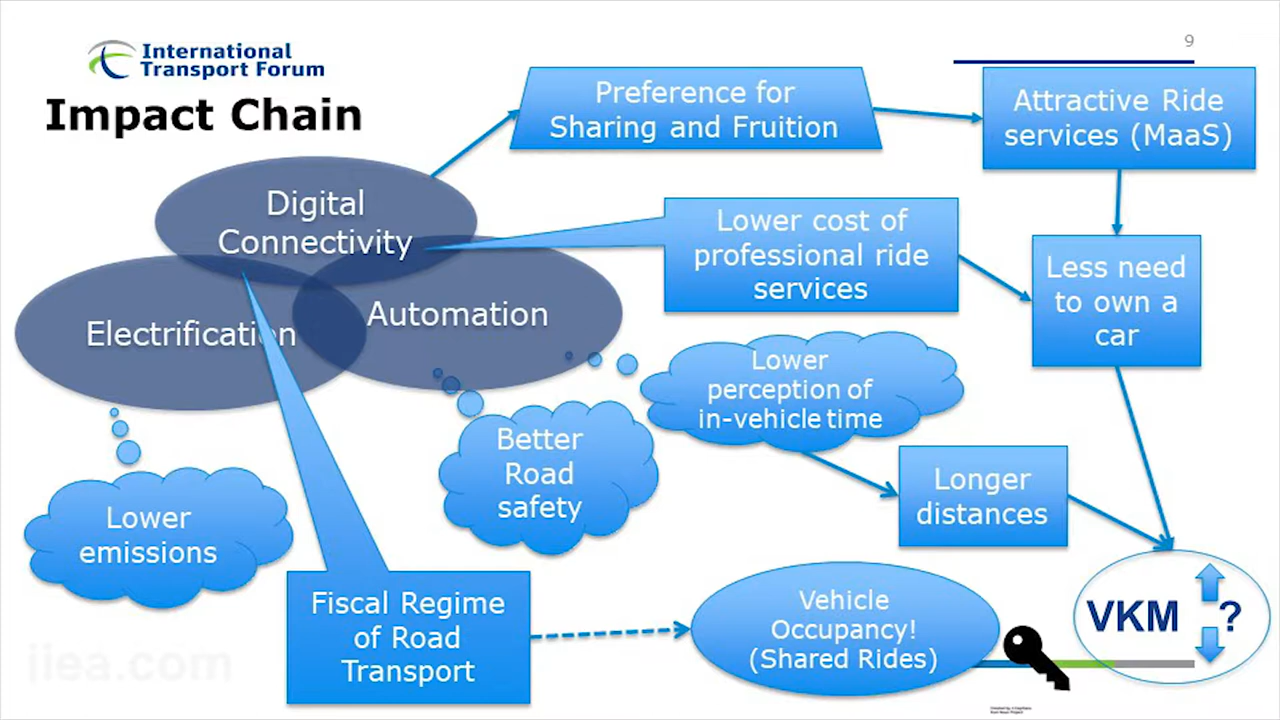 9
International
Transport Forum
Impact Chain
Preference for
Sharing and Fruition
Attractive Ride
services (MaaS)
Digital
Connectivity
Lower cost of
professional ride
services
Less need
to own a
car
Electrification
Automation
Lower
perception of
in-vehicle time
Better
Road
safety
Longer
distances
Lower
emissions
Fiscal Regime
of Road
Transport
Vehicle
Occupancy!
(Shared Rides)
VKM ?